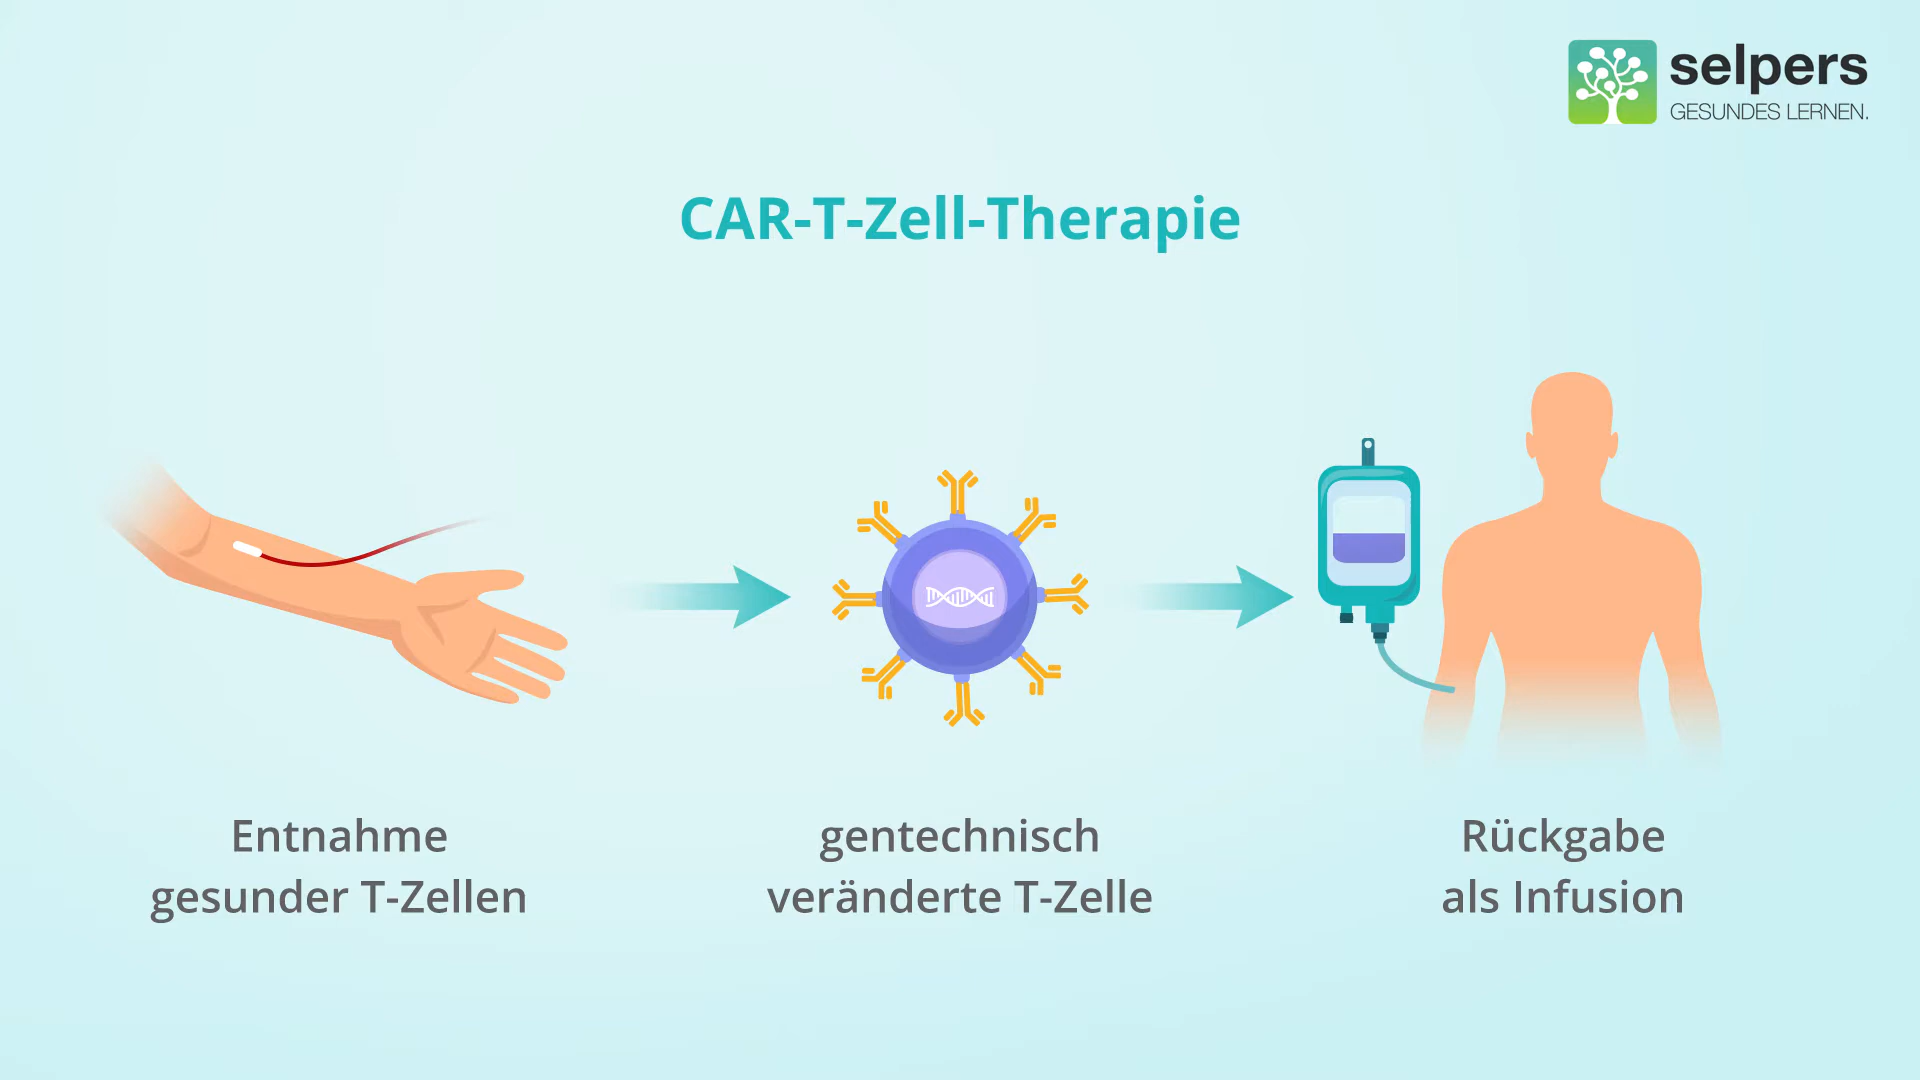 selpers
GESUNDES LERNEN.
CAR-T-Zell-Therapie
Entnahme
gesunder T-Zellen
gentechnisch
veränderte T-Zelle
Rückgabe
als Infusion